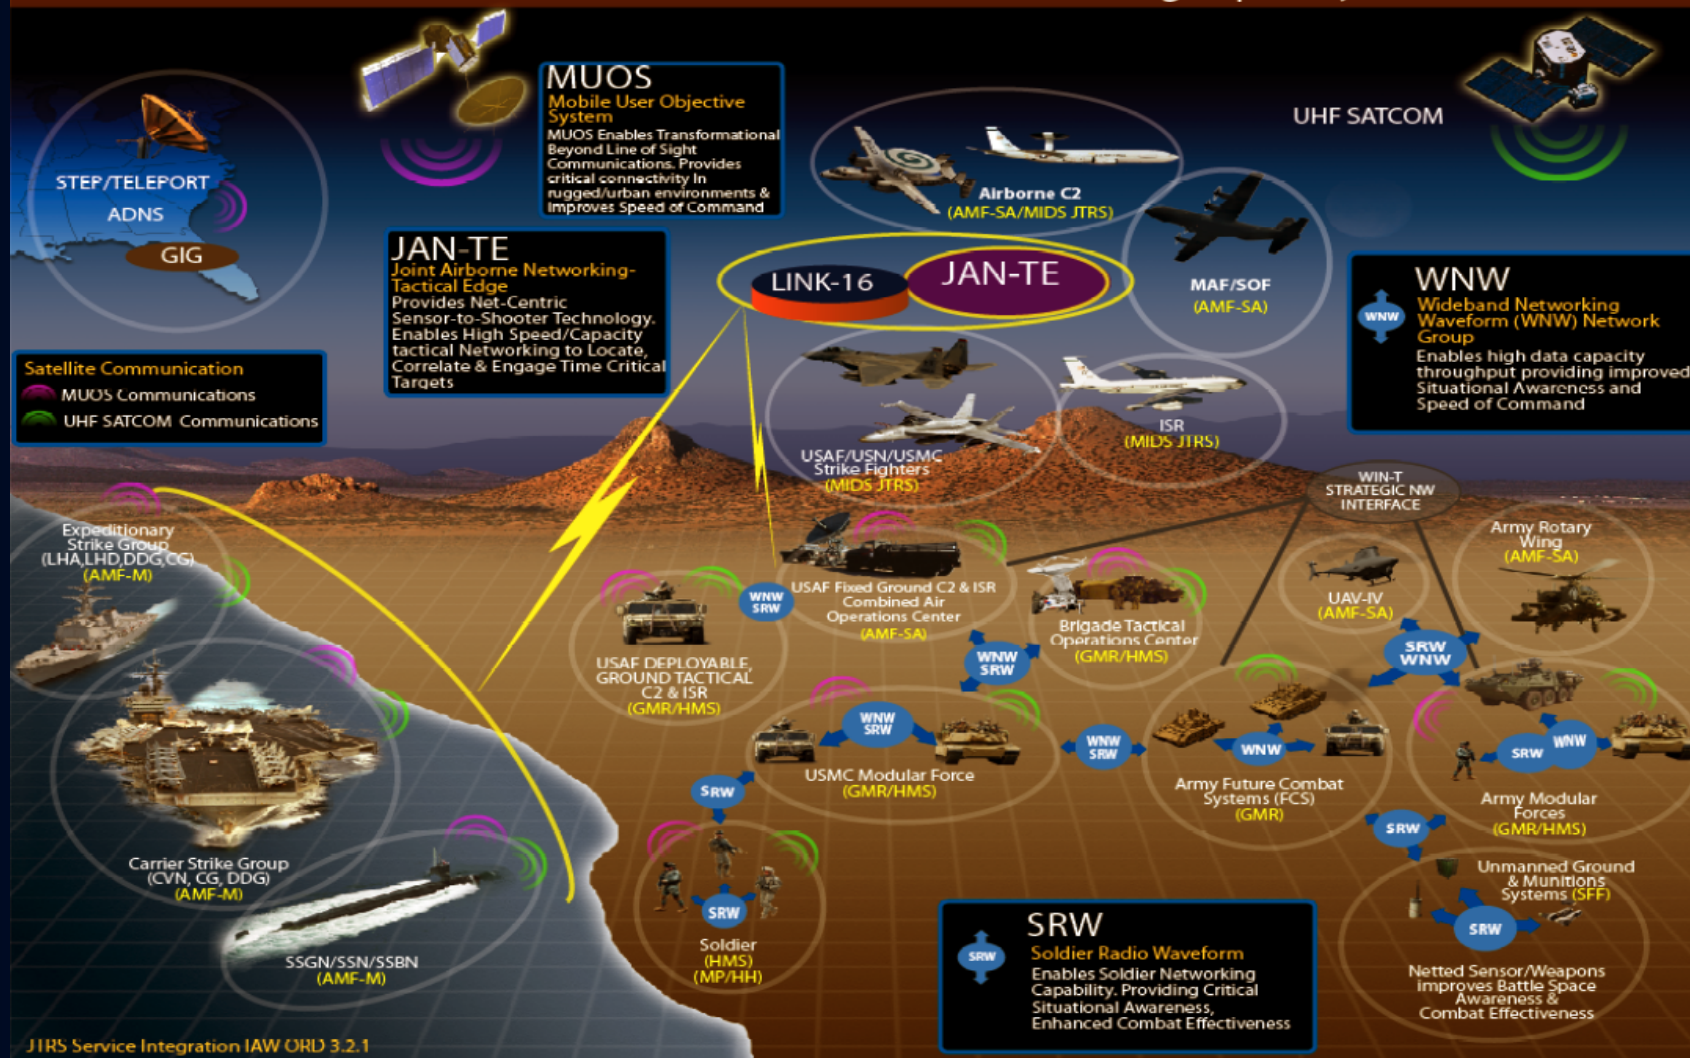 MUOS
Mobile User Objective
System
MUOS Enables Transformational
Beyond Line of Sight
Communications. Provides
critical connectivity In
rugged/urban environments &
Improves Speed of Command
UHF SATCOM
STEP/TELEPORT
ADNS
GIG
Airborne C2
(AMF-SA/MIDS JTRS)
JAN-TE
Joint Airborne Networking-
Tactical Edge
Provides Net-Centric
Sensor-to-Shooter Technology.
Enables High Speed/Capacity
tactical Networking to Locate,
Correlate & Engage Time Critical
Targets
LINK-16
JAN-TE
MAF/SOF
(AMF-SA)
WNW
WNW
Wideband Networking
Waveform (WNW) Network
Group
Enables high data capacity
throughput providing improved
Situational Awareness and
Speed of Command
Satellite Communication
MUOS Communications
UHF SATCOM Communications
USAF/USN/USMC
Strike Fighters
(MIDS JTRS)
ISR
(MIDS JTRS)
WIN-T
STRATEGIC NW
INTERFACE
Expeditionary
Strike Group
(LHA,LHD,DDG,CG)
(AMF-M)
Army Rotary
Wing
(AMF-SA)
UAV-IV
(AMF-SA)
WNW
SRW
USAF Fixed Ground C2 & ISR
Combined Air
Operations Center
(AMF-SA)
Brigade Tactical
Operations Center
(GMR/HMS)
USAF DEPLOYABLE,
GROUND TACTICAL
C2 & ISR
(GMR/HMS)
WNW
SRW
SRW
WNW
WNW
SRW
USMC Modular Force
(GMR/HMS)
WNW
SRW
WNW
Army Future Combat
Systems (FCS)
(GMR)
SRW
WNW
Army Modular
Forces
(GMR/HMS)
SRW
SRW
Carrier Strike Group
(CVN, CG, DDG)
(AMF-M)
SSGN/SSN/SSBN
(AMF-M)
SRW
Soldier
(HMS)
(MP/HH)
SRW
SRW
Soldier Radio Waveform
Enables Soldier Networking
Capability. Providing Critical
Situational Awareness,
Enhanced Combat Effectiveness
Unmanned Ground
& Munitions
Systems (SFF)
SRW
Netted Sensor/Weapons
improves Battle Space
Awareness &
Combat Effectiveness
JTRS Service Integration IAW ORD 3.2.1